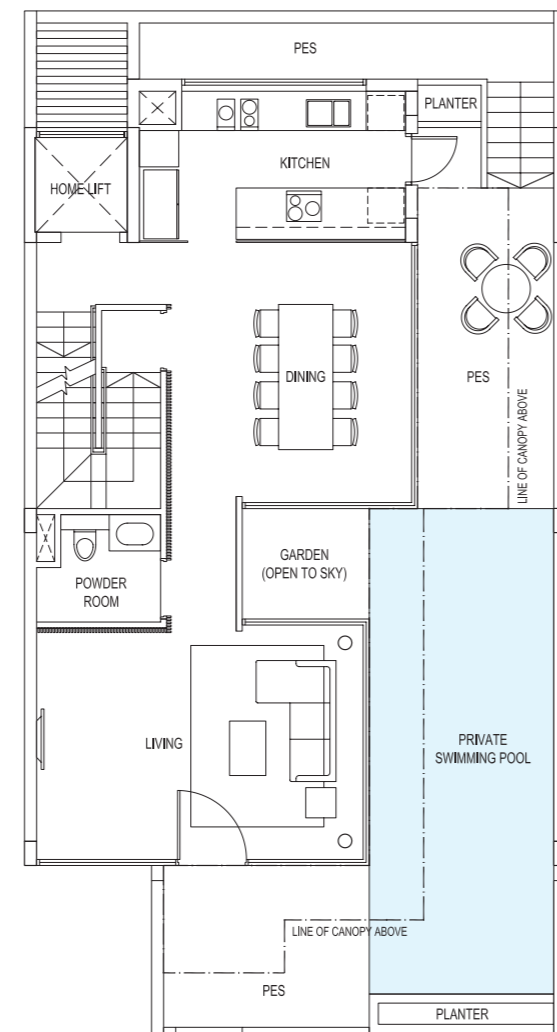 PES
PLANTER
KITCHEN
HOME LIFT
DINING
PES
LINE OF CANOPY ABOVE
GARDEN
(OPEN TO SKY)
POWDER
ROOM
LIVING
PRIVATE
SWIMMING POOL
LINE OF CANOPY ABOVE
PES
PLANTER